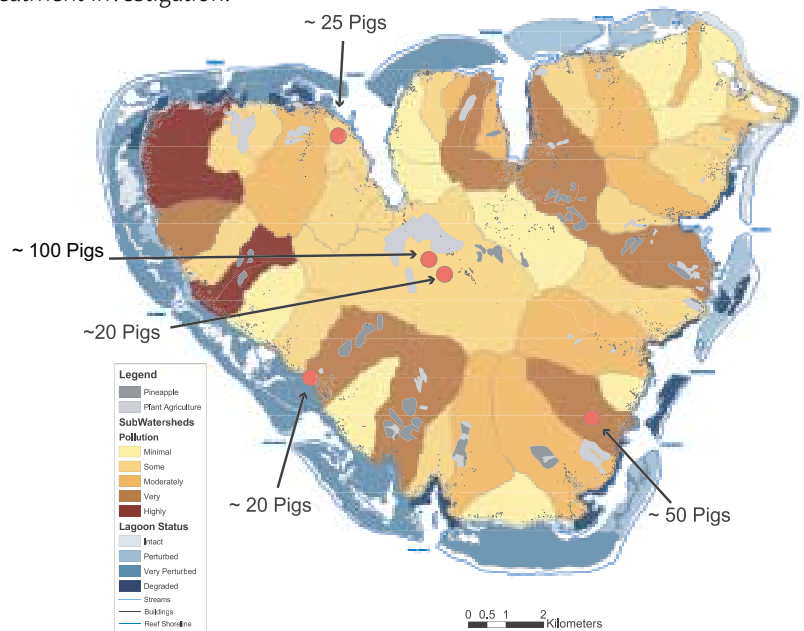 eatment investigation.
~ 25 Pigs
~ 100 Pigs
~20 Pigs
~ 20 Pigs
~ 50 Pigs
Legend
Pineapple
Plant Agriculture
SubWatersheds
Pollution
Minimal
Some
Moderately
Very
Highly
Lagoon Status
Intact
Perturbed
Very Perturbed
Degraded
Streams
Buildings
Reef Shoreline
0 0.5 1 2
Kilometers